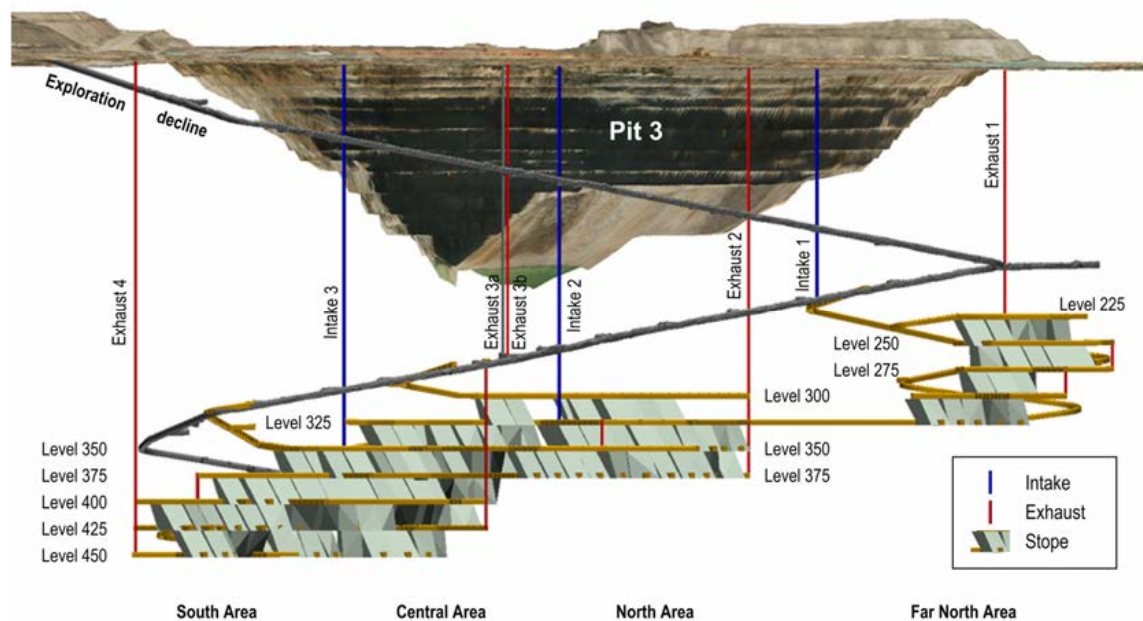 Exploration
decline
Pit 3
Exhaust 4
Intake 3
Exhaust 3a
Exhaust 3b
Intake 2
Exhaust 2
Intake 1
Exhaust 1
Level 225
Level 250
Level 275
Level 300
Level 325
Level 350
Level 350
Level 375
Level 375
Level 400
Level 425
Level 450
Intake
Exhaust
Stope
South Area
Central Area
North Area
Far North Area